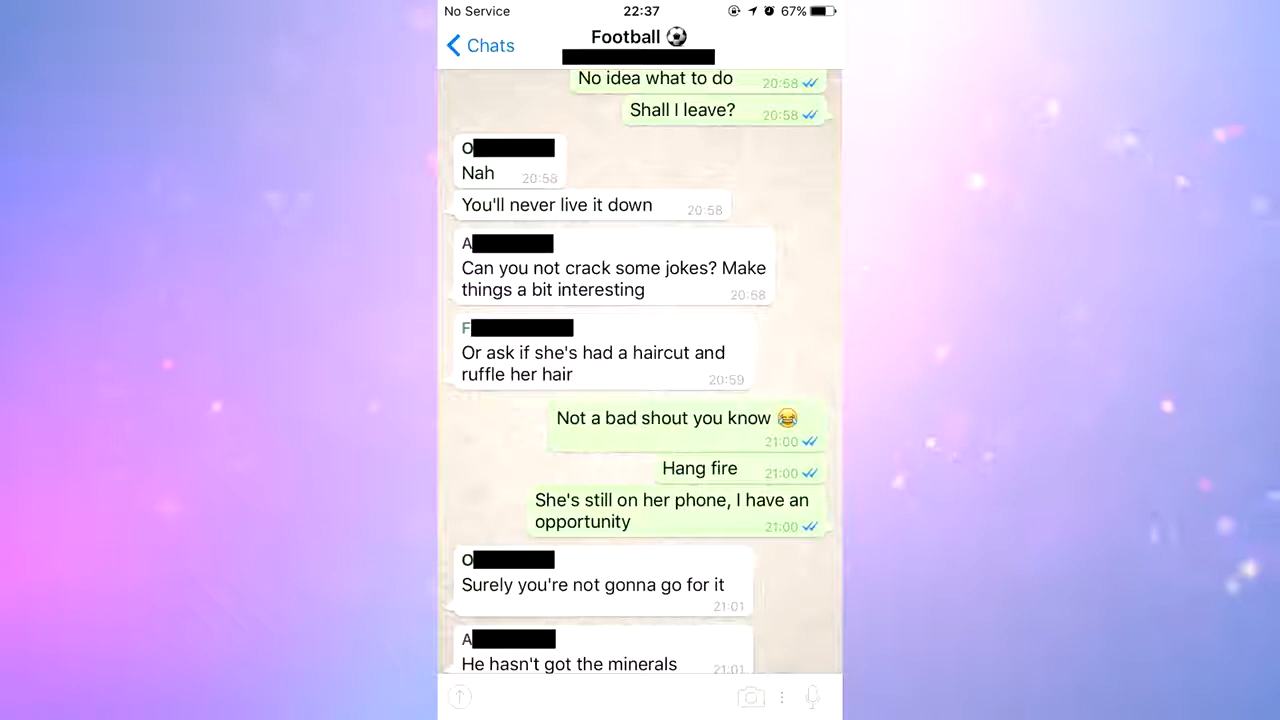 No Service 22:37 67%
Chats Football ⚽
No idea what to do 20:58
Shall I leave? 20:58
O
Nah 20:58
You'll never live it down 20:58
A
Can you not crack some jokes? Make
things a bit interesting 20:58
F
Or ask if she's had a haircut and
ruffle her hair 20:59
Not a bad shout you know 😂
21:00
Hang fire 21:00
She's still on her phone, I have an
opportunity 21:00
O
Surely you're not gonna go for it
21:01
A
He hasn't got the minerals 21:01